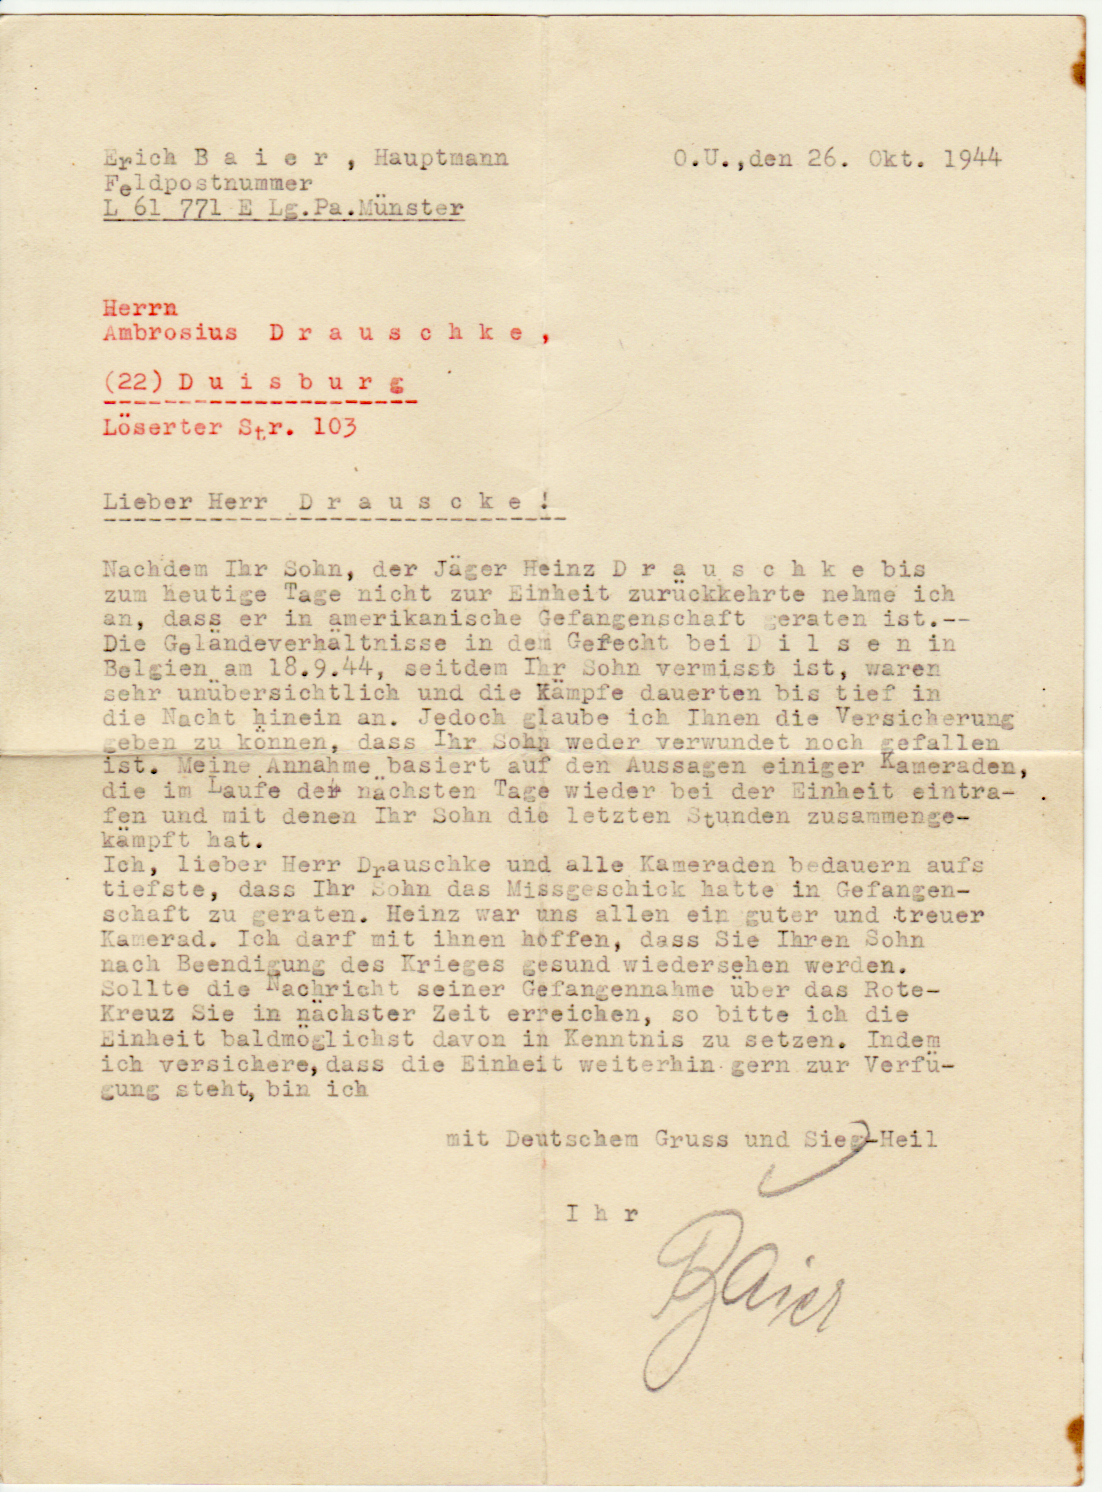 Erich B a i e r , Hauptmann
O.U.,den 26. Okt. 1944
Feldpostnummer
L 61 771 E Lg.Pa.Münster
Herrn
Ambrosius D r a u s c h k e ,
(22) D u i s b u r g
Löserter Str. 103
Lieber Herr D r a u s c k e !
Nachdem Ihr Sohn, der Jäger Heinz D r a u s c h k e bis
zum heutige Tage nicht zur Einheit zurückkehrte nehme ich
an, dass er in amerikanische Gefangenschaft geraten ist.--
Die Geländeverhältnisse in dem Gefecht bei D i l s e n in
Belgien am 18.9.44, seitdem Ihr Sohn vermisst ist, waren
sehr unübersichtlich und die Kämpfe dauerten bis tief in
die Nacht hinein an. Jedoch glaube ich Ihnen die Versicherung
geben zu können, dass Ihr Sohn weder verwundet noch gefallen
ist. Meine Annahme basiert auf den Aussagen einiger Kameraden,
die im Laufe der nächsten Tage wieder bei der Einheit eintra-
fen und mit denen Ihr Sohn die letzten Stunden zusammenge-
kämpft hat.
Ich, lieber Herr Drauschke und alle Kameraden bedauern aufs
tiefste, dass Ihr Sohn das Missgeschick hatte in Gefangen-
schaft zu geraten. Heinz war uns allen ein guter und treuer
Kamerad. Ich darf mit ihnen hoffen, dass Sie Ihren Sohn
nach Beendigung des Krieges gesund wiedersehen werden.
Sollte die Nachricht seiner Gefangennahme über das Rote-
Kreuz Sie in nächster Zeit erreichen, so bitte ich die
Einheit baldmöglichst davon in Kenntnis zu setzen. Indem
ich versichere, dass die Einheit weiterhin gern zur Verfü-
gung steht, bin ich
mit Deutschem Gruss und Sieg-Heil
I h r
Baier